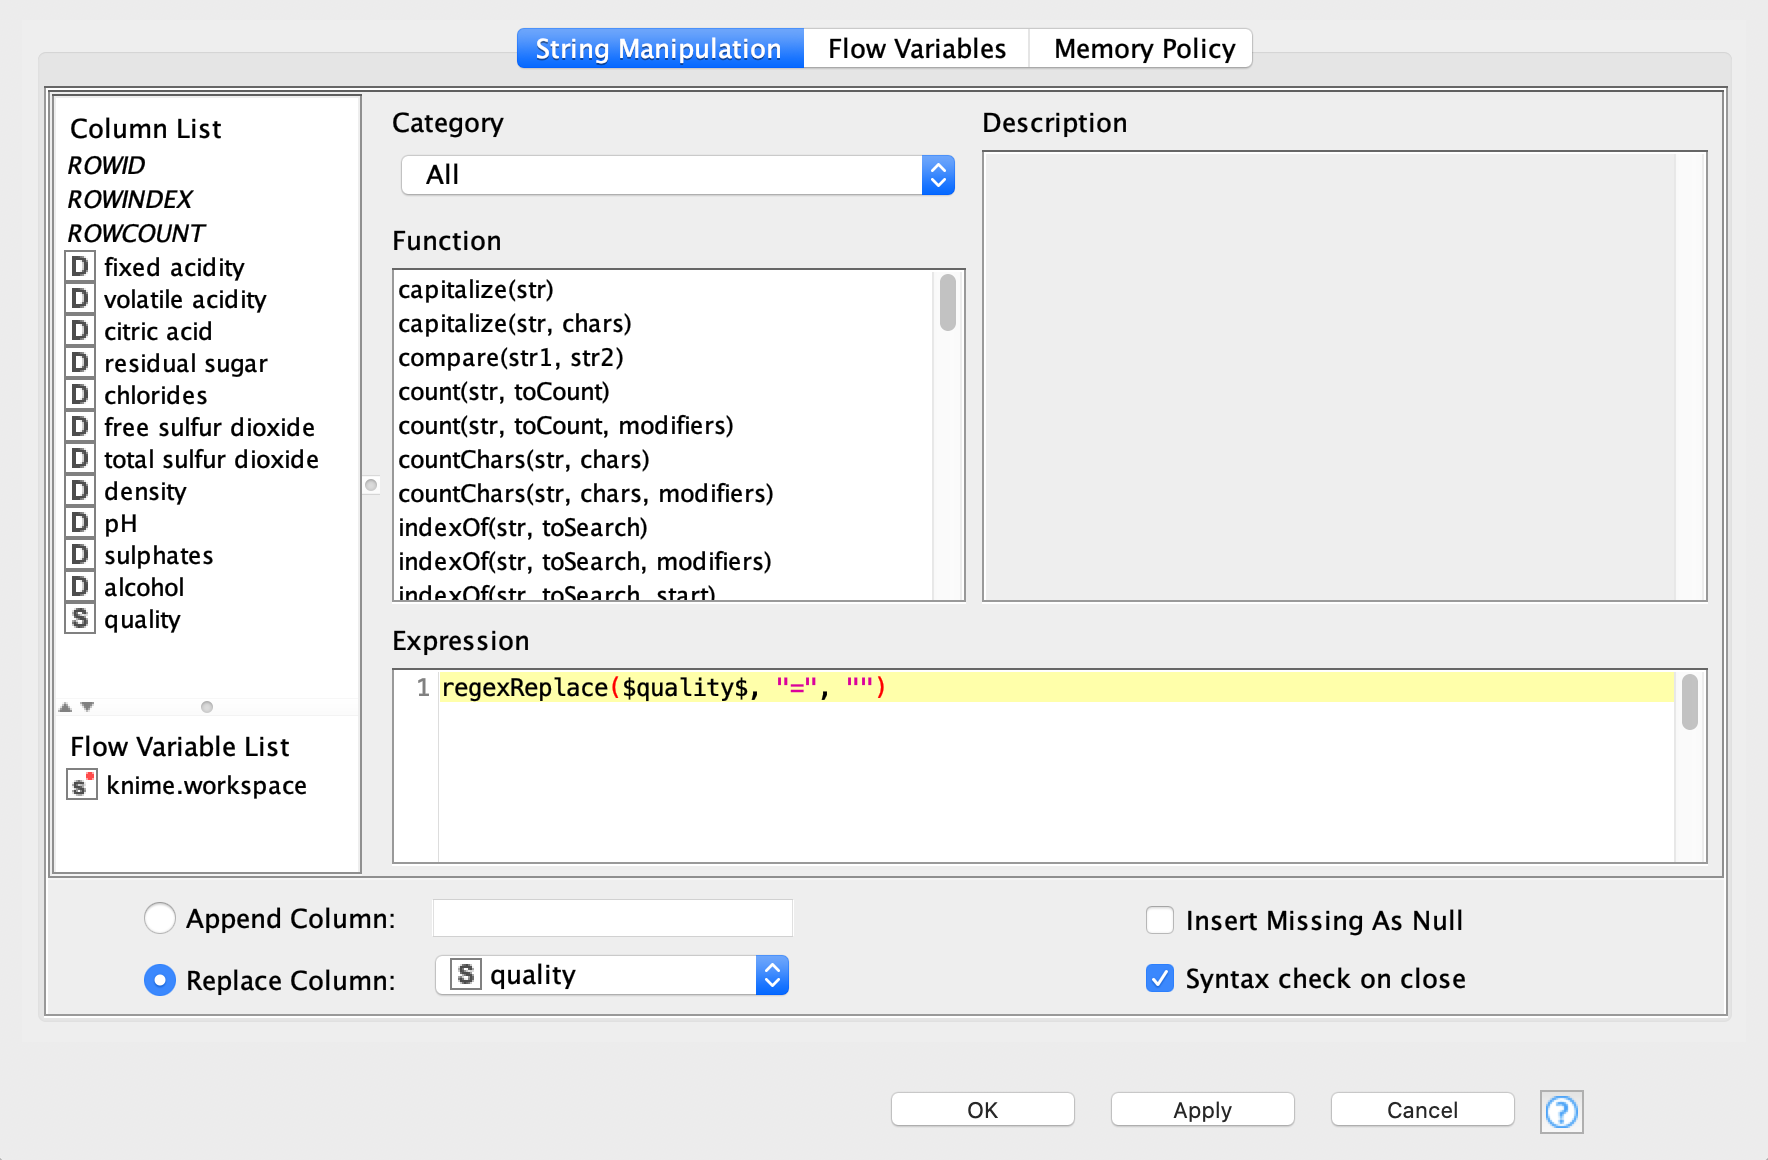 String Manipulation
Flow Variables
Memory Policy
Column List
ROWID
ROWINDEX
ROWCOUNT
D fixed acidity
D volatile acidity
D citric acid
D residual sugar
D chlorides
D free sulfur dioxide
D total sulfur dioxide
D density
D pH
D sulphates
D alcohol
S quality
Flow Variable List
s knime.workspace
Category
All
Function
capitalize(str)
capitalize(str, chars)
compare(str1, str2)
count(str, toCount)
count(str, toCount, modifiers)
countChars(str, chars)
countChars(str, chars, modifiers)
indexOf(str, toSearch)
indexOf(str, toSearch, modifiers)
indexOf(str, toSearch, start)
Description
Expression
1 regexReplace($quality$, "=", "")
Append Column:
Replace Column:
S quality
Insert Missing As Null
Syntax check on close
OK
Apply
Cancel
?